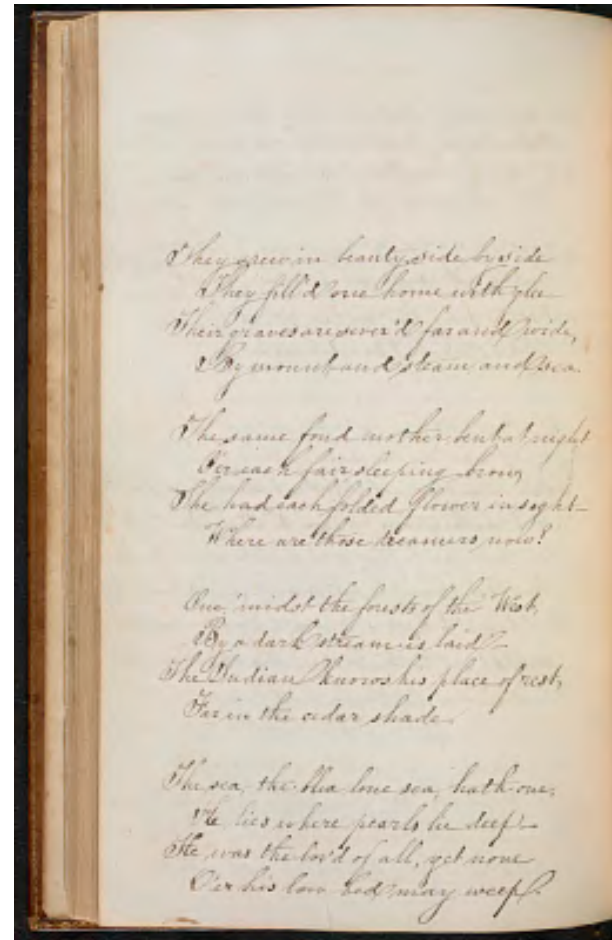 They grew in beauty side by side
They fill'd one home with glee
Their graves are sever'd far and wide,
By mount and stream and sea.
The same fond mother bent at night
O'er each fair sleeping brow,
She had each folded flower in sight—
Where are those dreamers now?
One, 'midst the forests of the West,
By a dark stream is laid—
The Indian knows his place of rest,
Far in the cedar shade.
The sea, the blue lone sea, hath one,
He lies where pearls lie deep:—
He was the lov'd of all, yet none
O'er his low bed may weep.